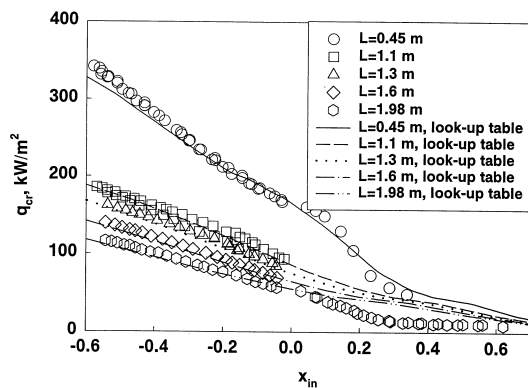 400
300
200
100
0
q_cr, kW/m²
-0.6 -0.4 -0.2 0.0 0.2 0.4 0.6
x_in
L=0.45 m
L=1.1 m
L=1.3 m
L=1.6 m
L=1.98 m
L=0.45 m, look-up table
L=1.1 m, look-up table
L=1.3 m, look-up table
L=1.6 m, look-up table
L=1.98 m, look-up table